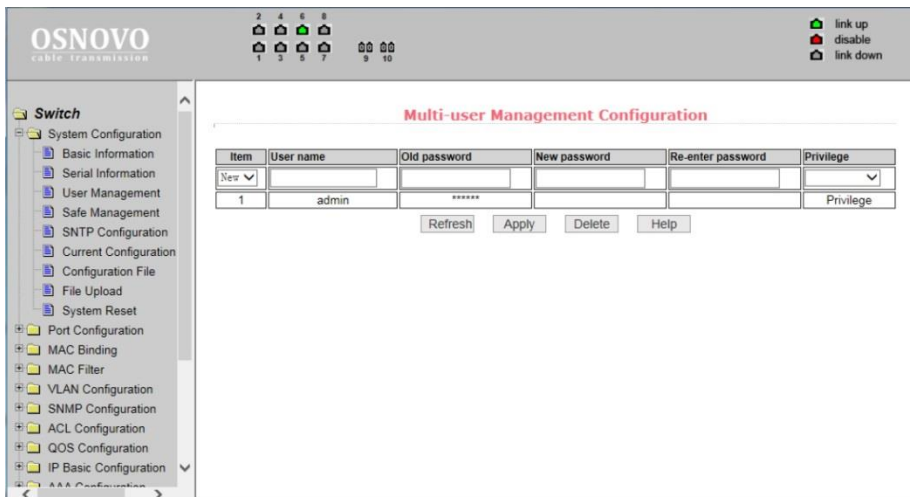 2 4 6 8
OSNOVO
cable transmission
1 3 5 7 9 10
link up
disable
link down
Switch
System Configuration
Basic Information
Serial Information
User Management
Safe Management
SNTP Configuration
Current Configuration
Configuration File
File Upload
System Reset
Port Configuration
MAC Binding
MAC Filter
VLAN Configuration
SNMP Configuration
ACL Configuration
QOS Configuration
IP Basic Configuration
AAA Configuration
Multi-user Management Configuration
Item User name Old password New password Re-enter password Privilege
New
1 admin ****** Privilege
Refresh Apply Delete Help